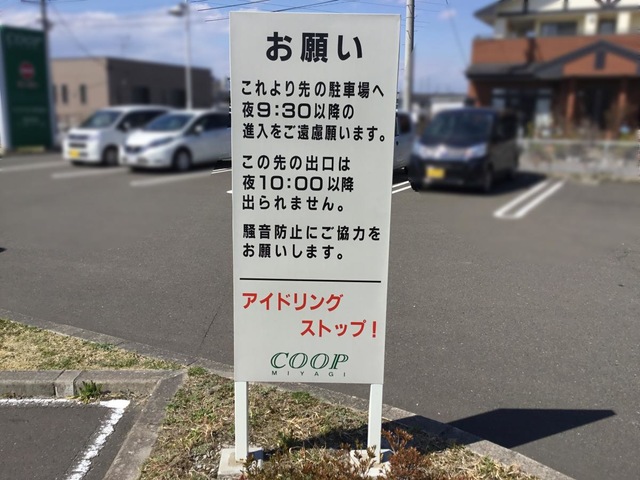 お願い
これより先の駐車場へ
夜9:30以降の
進入をご遠慮願います。
この先の出口は
夜10:00以降
出られません。
騒音防止にご協力を
お願いします。
アイドリング
ストップ!
COOP
MIYAGI
COOP